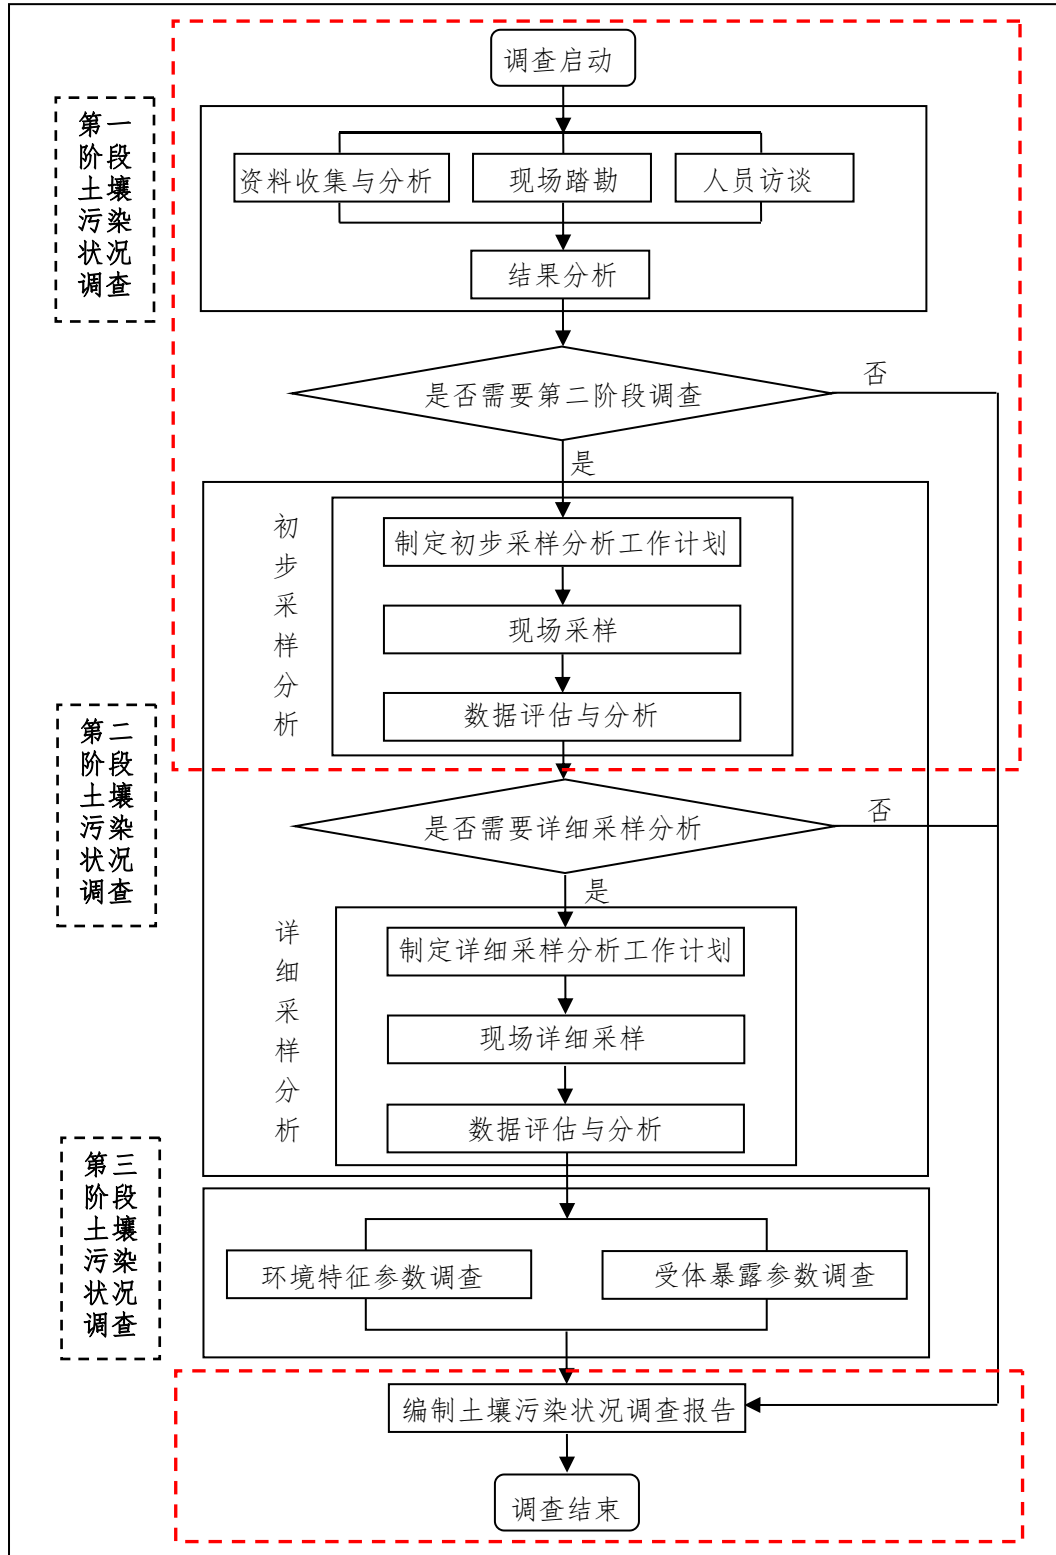 调查启动
第一
阶段
土壤
污染
状况
调查
资料收集与分析
现场踏勘
人员访谈
结果分析
是否需要第二阶段调查
否
是
初
步
采
样
分
析
制定初步采样分析工作计划
现场采样
数据评估与分析
第二
阶段
土壤
污染
状况
调查
是否需要详细采样分析
否
是
详
细
采
样
分
析
制定详细采样分析工作计划
现场详细采样
数据评估与分析
第三
阶段
土壤
污染
状况
调查
环境特征参数调查
受体暴露参数调查
编制土壤污染状况调查报告
调查结束